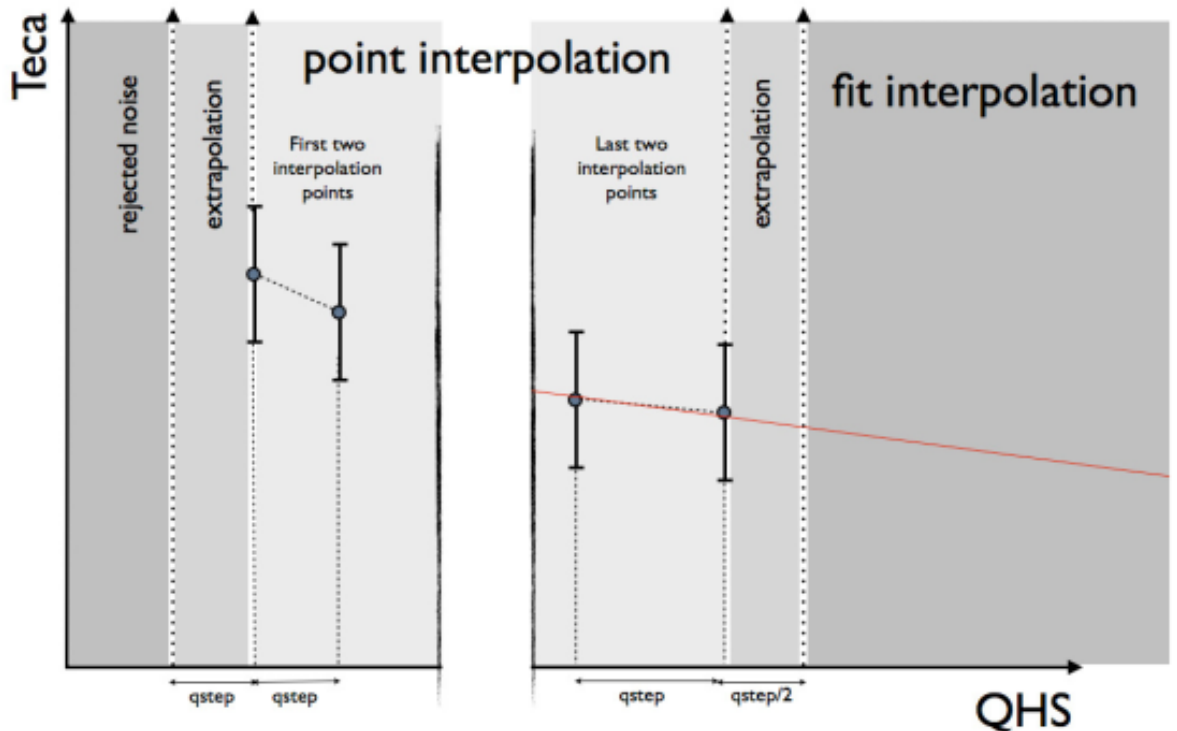 Teca
rejected noise
extrapolation
point interpolation
First two
interpolation
points
Last two
interpolation
points
extrapolation
fit interpolation
qstep
qstep
qstep
qstep/2
QHS